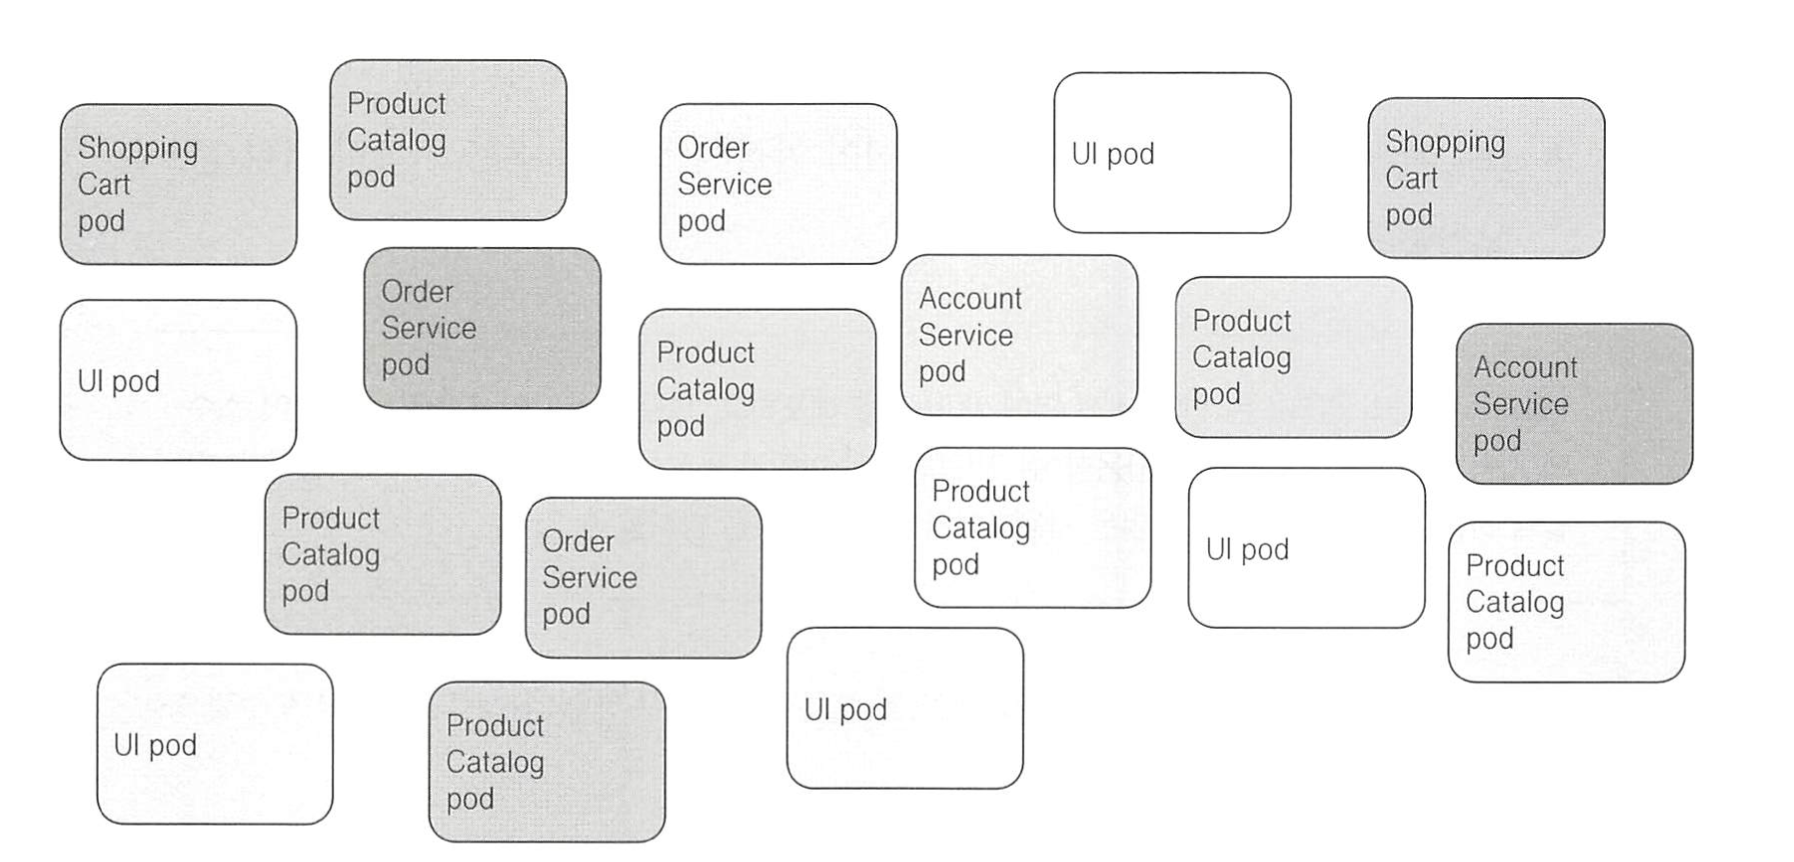 Shopping
Cart
pod
Product
Catalog
pod
Order
Service
pod
UI pod
Shopping
Cart
pod
UI pod
Order
Service
pod
Product
Catalog
pod
Account
Service
pod
Product
Catalog
pod
Account
Service
pod
Product
Catalog
pod
Order
Service
pod
Product
Catalog
pod
UI pod
Product
Catalog
pod
UI pod
Product
Catalog
pod
UI pod